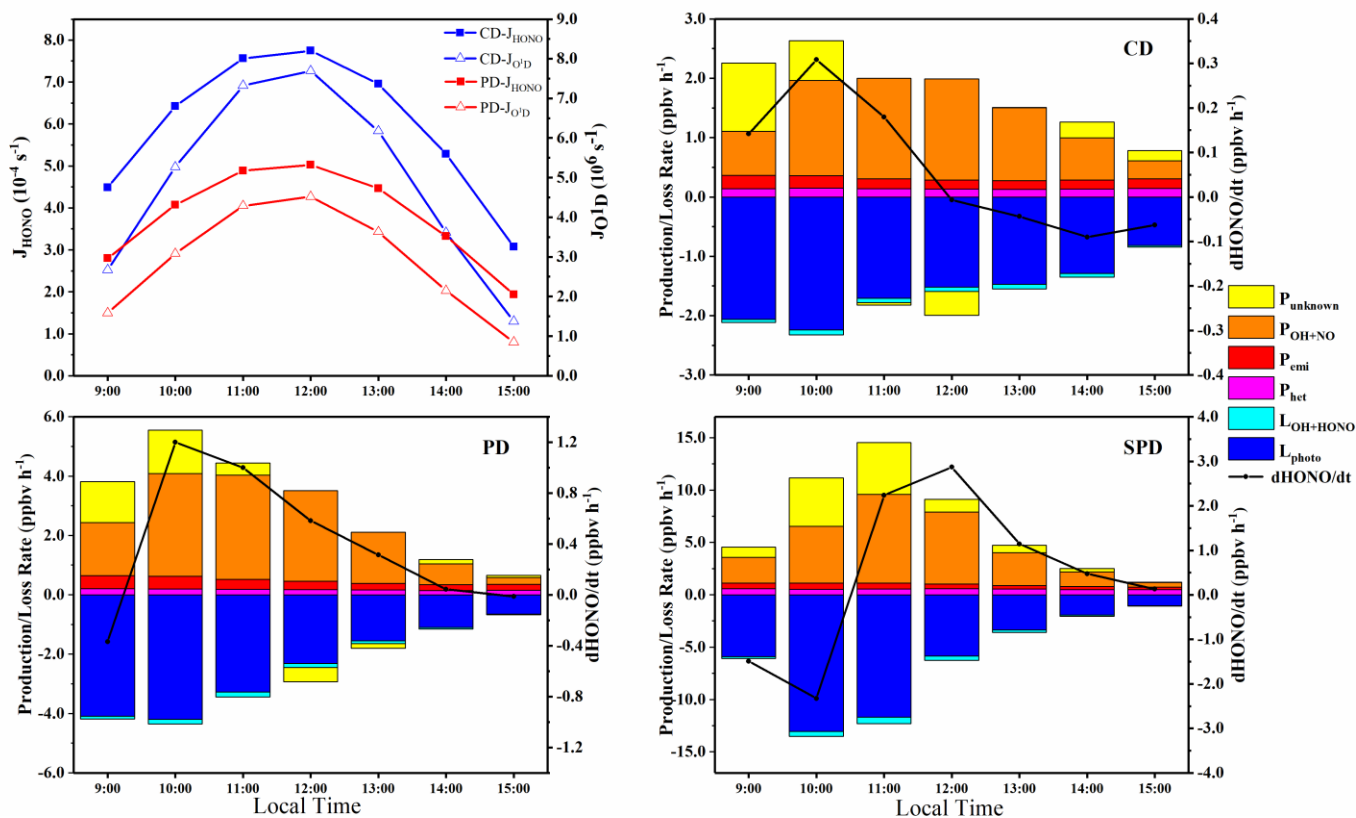 CD-J_HONO
CD-J_O¹D
PD-J_HONO
PD-J_O¹D
J_HONO (10⁻⁴ s⁻¹)
8.0
7.0
6.0
5.0
4.0
3.0
2.0
1.0
0.0
9.0
8.0
7.0
6.0
5.0
4.0
3.0
2.0
1.0
0.0
J_O¹D (10⁶ s⁻¹)
9:00 10:00 11:00 12:00 13:00 14:00 15:00
CD
Production/Loss Rate (ppbv h⁻¹)
3.0
2.0
1.0
0.0
-1.0
-2.0
-3.0
0.4
0.3
0.2
0.1
0.0
-0.1
-0.2
-0.3
-0.4
dHONO/dt (ppbv h⁻¹)
9:00 10:00 11:00 12:00 13:00 14:00 15:00
P_unknown
P_OH+NO
P_emi
P_het
L_OH+HONO
L_photo
dHONO/dt
PD
Production/Loss Rate (ppbv h⁻¹)
6.0
4.0
2.0
0.0
-2.0
-4.0
-6.0
1.2
0.8
0.4
0.0
-0.4
-0.8
-1.2
dHONO/dt (ppbv h⁻¹)
9:00 10:00 11:00 12:00 13:00 14:00 15:00
Local Time
SPD
Production/Loss Rate (ppbv h⁻¹)
15.0
10.0
5.0
0.0
-5.0
-10.0
-15.0
4.0
3.0
2.0
1.0
0.0
-1.0
-2.0
-3.0
-4.0
dHONO/dt (ppbv h⁻¹)
9:00 10:00 11:00 12:00 13:00 14:00 15:00
Local Time